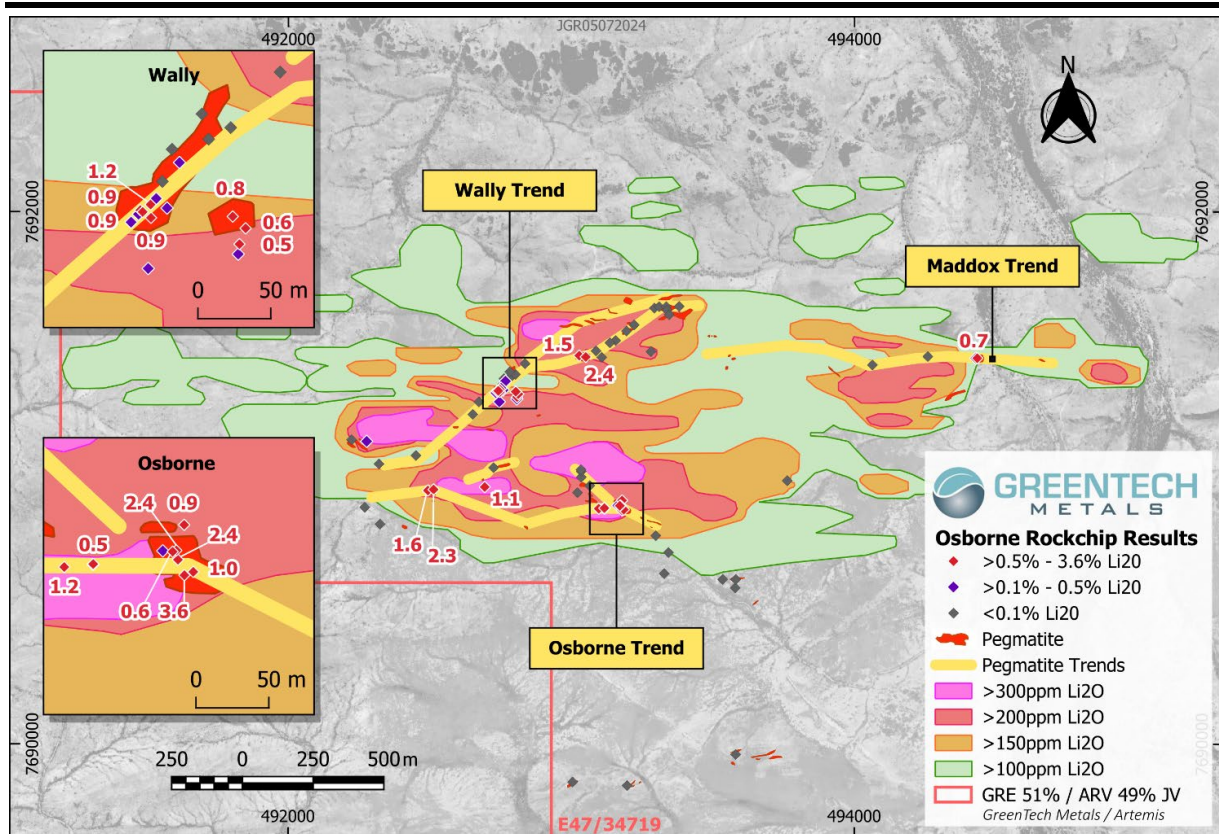 JGR05072024
492000
494000
Wally
1.2
0.9
0.9
0.9
0.8
0.6
0.5
0 50 m
N
7692000
7692000
Wally Trend
Maddox Trend
1.5
2.4
0.7
1.1
1.6
2.3
Osborne
2.4
0.9
0.5
2.4
1.2
1.0
0.6
3.6
0 50 m
Osborne Trend
7690000
7690000
250 0 250 500 m
GREENTECH
METALS
Osborne Rockchip Results
>0.5% - 3.6% Li20
>0.1% - 0.5% Li20
<0.1% Li20
Pegmatite
Pegmatite Trends
>300ppm Li2O
>200ppm Li2O
>150ppm Li2O
>100ppm Li2O
GRE 51% / ARV 49% JV
GreenTech Metals / Artemis
E47/34719
492000
494000